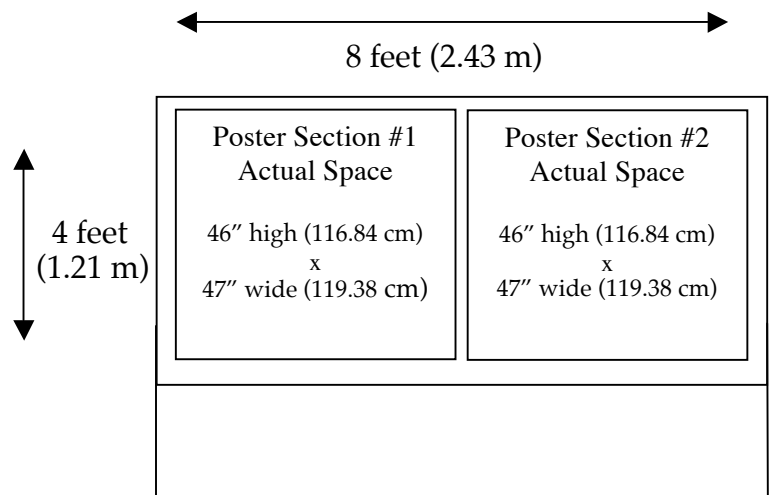 8 feet (2.43 m)
Poster Section #1
Actual Space
46” high (116.84 cm)
x
47” wide (119.38 cm)
Poster Section #2
Actual Space
46” high (116.84 cm)
x
47” wide (119.38 cm)
4 feet
(1.21 m)